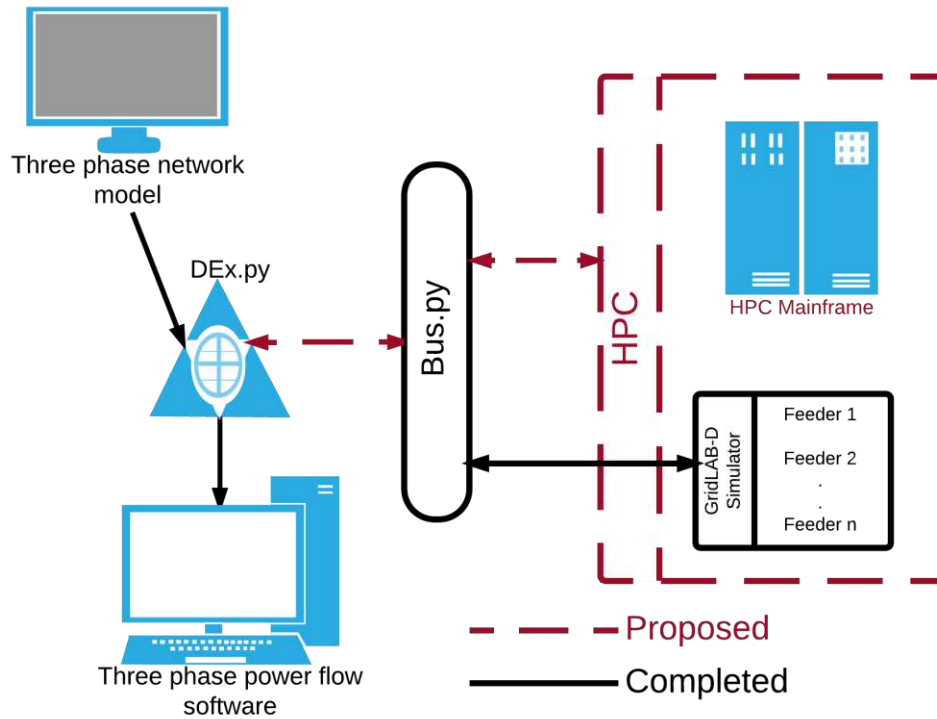 Three phase network
model
DEx.py
Bus.py
HPC
HPC Mainframe
GridLAB-D
Simulator
Feeder 1
Feeder 2
.
.
Feeder n
Three phase power flow
software
Proposed
Completed